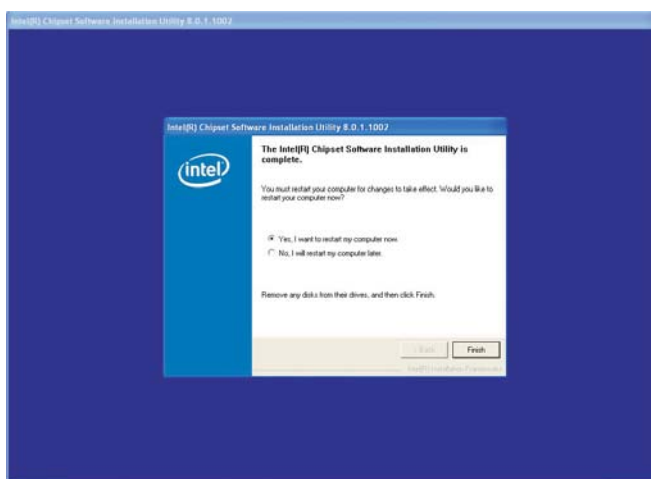 Intel(R) Chipset Software Installation Utility 8.0.1.1002
Intel(R) Chipset Software Installation Utility 8.0.1.1002
intel
The Intel(R) Chipset Software Installation Utility is
complete.
You must restart your computer for changes to take effect. Would you like to
restart your computer now?
Yes, I want to restart my computer now.
No, I will restart my computer later.
Remove any disks from their drives, and then click Finish.
< Back
Finish
Intel(R) Installation Framework